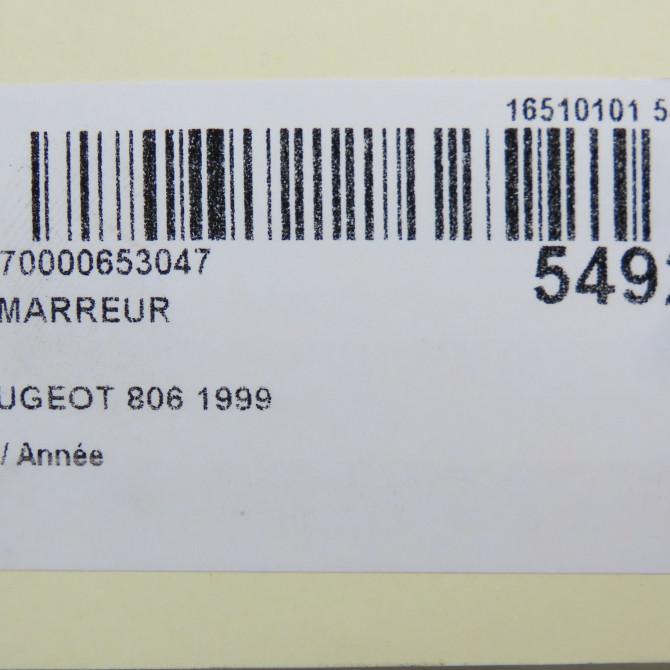 16510101 5
70000653047
549
MARREUR
UGEOT 806 1999
/ Année